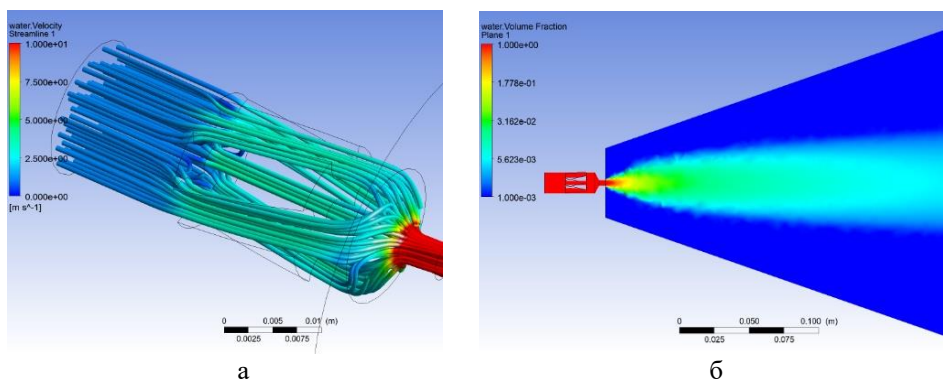 water.Velocity
Streamline 1
1.000e+01
7.500e+00
5.000e+00
2.500e+00
0.000e+00
[m s^-1]
0
0.005
0.01
(m)
0.0025
0.0075
а
water.Volume Fraction
Plane 1
1.000e+00
1.778e-01
3.162e-02
5.623e-03
1.000e-03
0
0.050
0.100
(m)
0.025
0.075
б